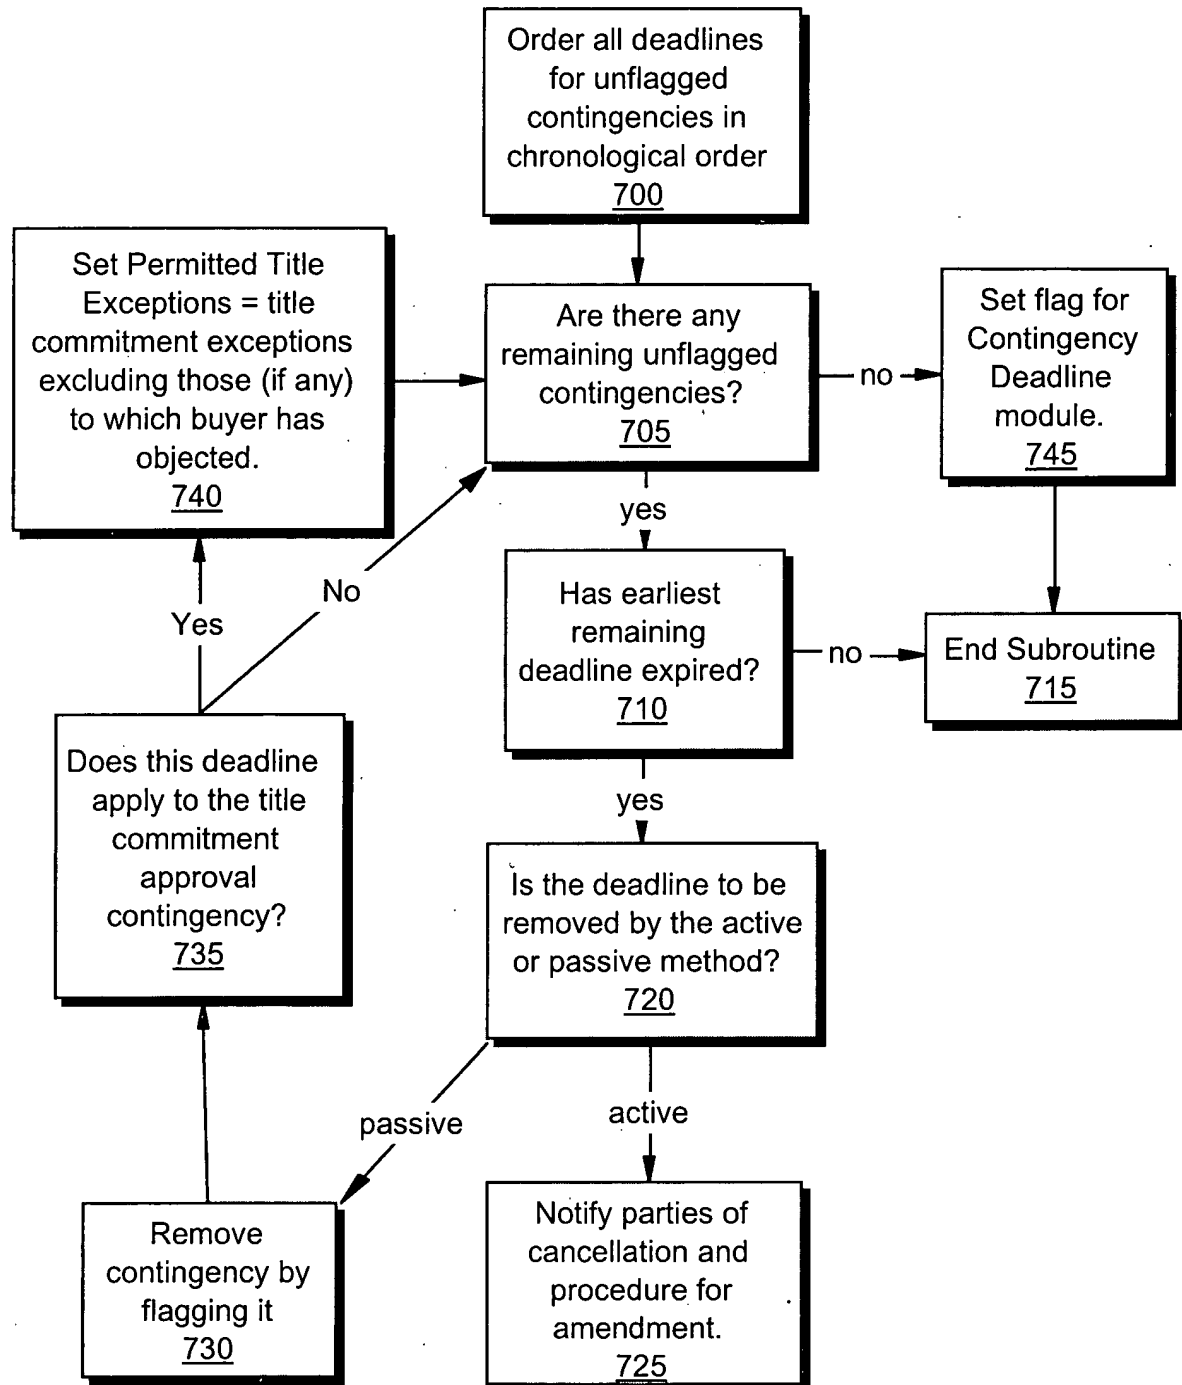 Order all deadlines
for unflagged
contingencies in
chronological order
700
Set Permitted Title
Exceptions = title
commitment exceptions
excluding those (if any)
to which buyer has
objected.
740
Are there any
remaining unflagged
contingencies?
705
no
Set flag for
Contingency
Deadline
module.
745
yes
No
Yes
Has earliest
remaining
deadline expired?
710
no
End Subroutine
715
Does this deadline
apply to the title
commitment
approval
contingency?
735
yes
Is the deadline to be
removed by the active
or passive method?
720
passive
active
Remove
contingency by
flagging it
730
Notify parties of
cancellation and
procedure for
amendment.
725